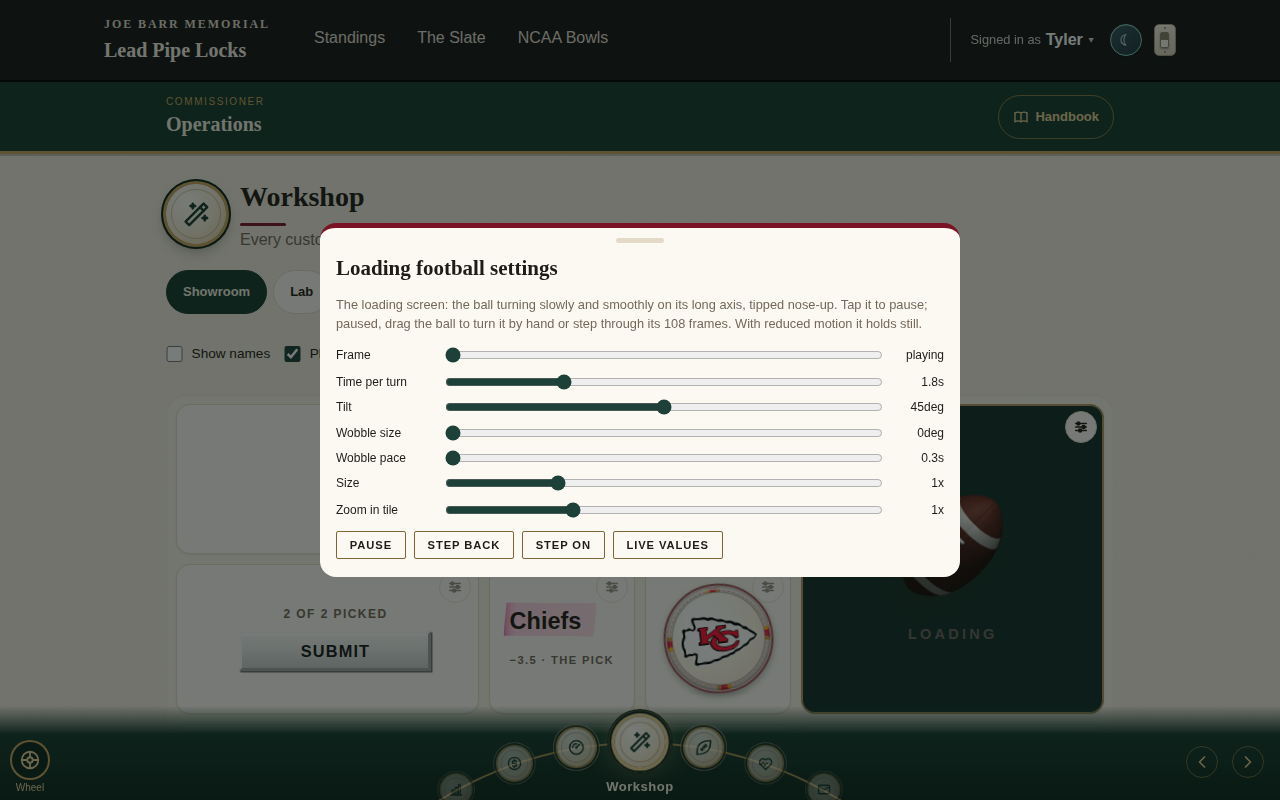 JOE BARR MEMORIAL
Lead Pipe Locks
Standings
The Slate
NCAA Bowls
Signed in as Tyler
COMMISSIONER
Operations
Handbook
Workshop
Every custo
Showroom
Lab
Show names
Pl
Loading football settings
The loading screen: the ball turning slowly and smoothly on its long axis, tipped nose-up. Tap it to pause;
paused, drag the ball to turn it by hand or step through its 108 frames. With reduced motion it holds still.
Frame playing
Time per turn 1.8s
Tilt 45deg
Wobble size 0deg
Wobble pace 0.3s
Size 1x
Zoom in tile 1x
PAUSE
STEP BACK
STEP ON
LIVE VALUES
2 OF 2 PICKED
SUBMIT
Chiefs
−3.5 · THE PICK
KC
LOADING
Wheel
Workshop